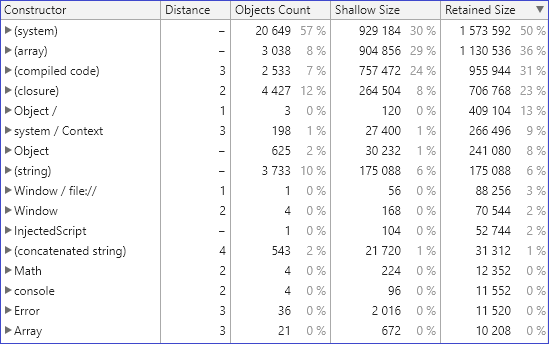 Constructor Distance Objects Count Shallow Size Retained Size ▼
(system) – 20 649 57 % 929 184 30 % 1 573 592 50 %
(array) – 3 038 8 % 904 856 29 % 1 130 536 36 %
(compiled code) 3 2 533 7 % 757 472 24 % 955 944 31 %
(closure) 2 4 427 12 % 264 504 8 % 706 768 23 %
Object / 1 3 0 % 120 0 % 409 104 13 %
system / Context 3 198 1 % 27 400 1 % 266 496 9 %
Object – 625 2 % 30 232 1 % 241 080 8 %
(string) – 3 733 10 % 175 088 6 % 175 088 6 %
Window / file:// 1 1 0 % 56 0 % 88 256 3 %
Window 2 4 0 % 168 0 % 70 544 2 %
InjectedScript – 1 0 % 104 0 % 52 744 2 %
(concatenated string) 4 543 2 % 21 720 1 % 31 312 1 %
Math 2 4 0 % 224 0 % 12 352 0 %
console 2 4 0 % 96 0 % 11 552 0 %
Error 3 36 0 % 2 016 0 % 11 520 0 %
Array 3 21 0 % 672 0 % 10 208 0 %